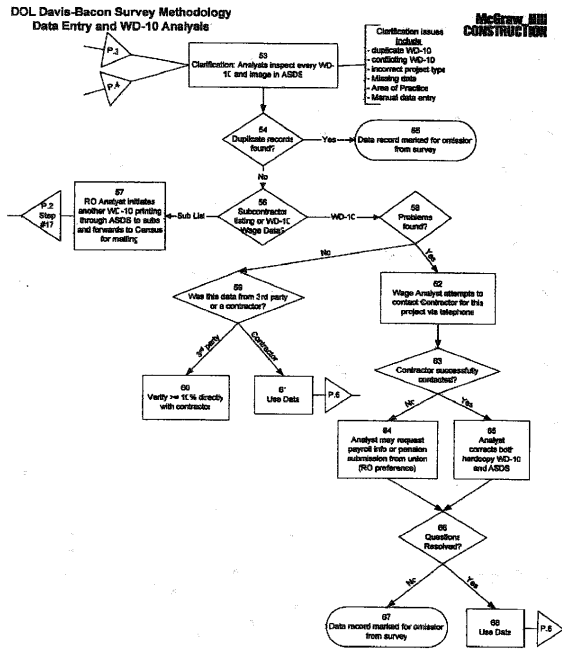 DOL Davis-Bacon Survey Methodology
Data Entry and WD-10 Analysis
McGraw Hill
CONSTRUCTION
P.3
P.4
53
Clarification: Analysts inspect every WD-
10 and image in ASDS
Clarification Issues
Include
- duplicate WD-10
- conflicting WD-10
- incorrect project type
- Missing data
- Area of Practice
- Manual data entry
54
Duplicate records
found?
Yes
55
Data record marked for omission
from survey
No
P.2
Step
#17
57
RO Analyst initiates
another WD-10 printing
through ASDS to subs
and forwards to Census
for mailing
Sub List
56
Subcontractor
listing or WD-10
Wage Data?
WD-10
58
Problems
found?
No
Yes
59
Was this data from 3rd party
or a contractor?
62
Wage Analyst attempts to
contact Contractor for this
project via telephone
3rd party
Contractor
60
Verify >= 10% directly
with contractor
61
Use Data
P.5
63
Contractor successfully
contacted?
No
Yes
64
Analyst may request
payroll info or pension
submission from union
(RO preference)
65
Analyst
corrects both
hardcopy WD-10
and ASDS
66
Questions
Resolved?
No
Yes
67
Data record marked for omission
from survey
68
Use Data
P.5